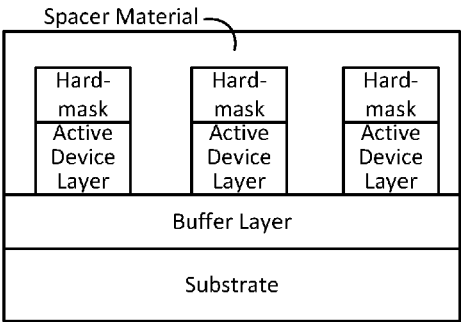 Spacer Material
Hard-
mask
Active
Device
Layer
Hard-
mask
Active
Device
Layer
Hard-
mask
Active
Device
Layer
Buffer Layer
Substrate